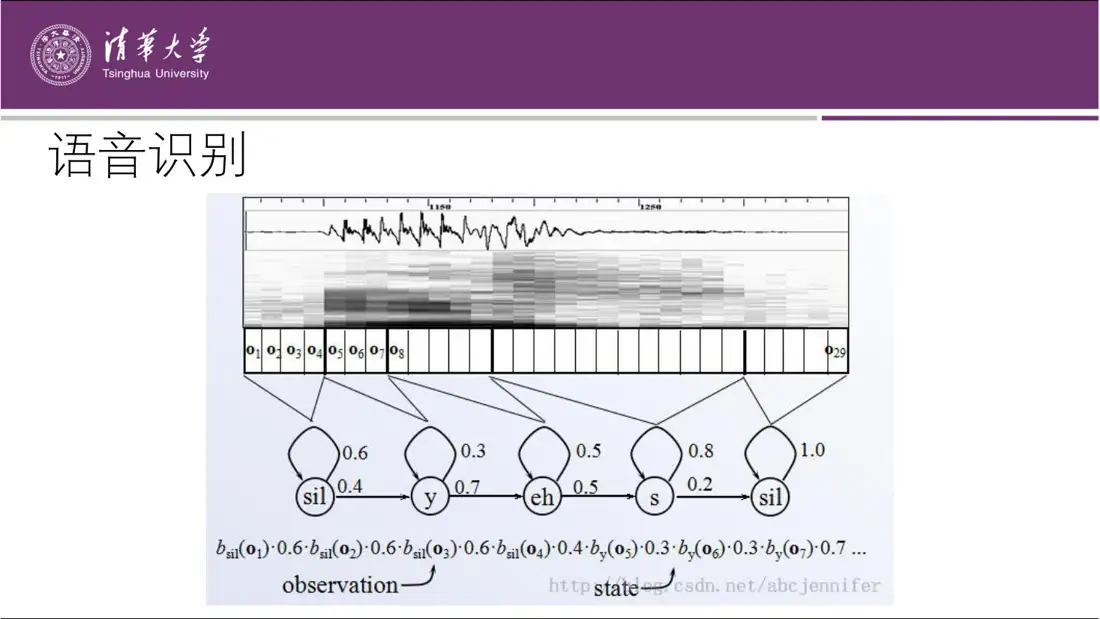 清华大学
Tsinghua University
语音识别
1150 1250
o1 o2 o3 o4 o5 o6 o7 o8 o29
0.6 0.3 0.5 0.8 1.0
sil 0.4 y 0.7 eh 0.5 s 0.2 sil
bsil(o1)·0.6·bsil(o2)·0.6·bsil(o3)·0.6·bsil(o4)·0.4·by(o5)·0.3·by(o6)·0.3·by(o7)·0.7 ...
observation state
http://blog.csdn.net/abcjennifer